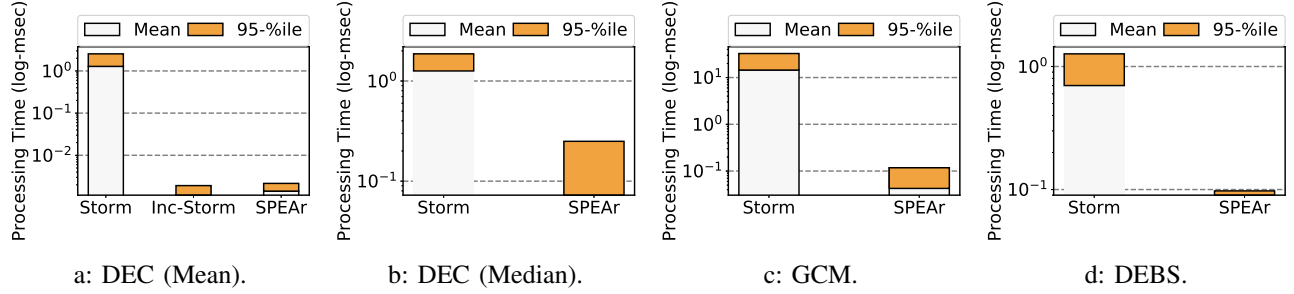 Mean 95-%ile
Processing Time (log-msec)
10^0
10^-1
10^-2
Storm Inc-Storm SPEAr
a: DEC (Mean).
Mean 95-%ile
Processing Time (log-msec)
10^0
10^-1
Storm SPEAr
b: DEC (Median).
Mean 95-%ile
Processing Time (log-msec)
10^1
10^0
10^-1
Storm SPEAr
c: GCM.
Mean 95-%ile
Processing Time (log-msec)
10^0
10^-1
Storm SPEAr
d: DEBS.